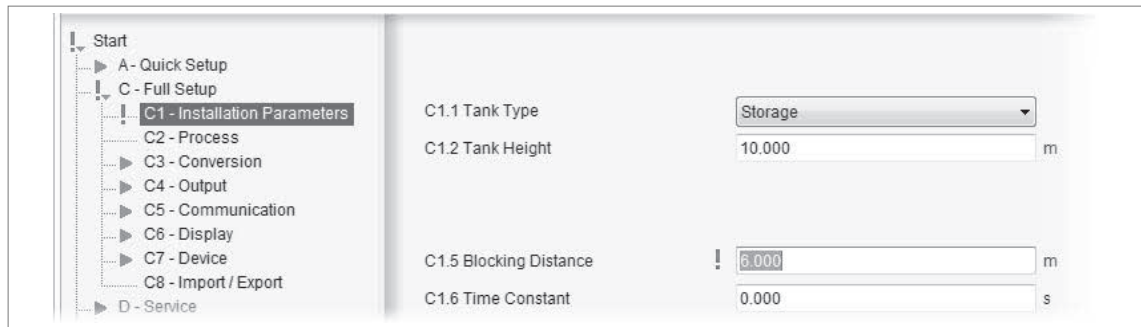 Start
A - Quick Setup
C - Full Setup
C1 - Installation Parameters
C2 - Process
C3 - Conversion
C4 - Output
C5 - Communication
C6 - Display
C7 - Device
C8 - Import / Export
D - Service
C1.1 Tank Type Storage
C1.2 Tank Height 10.000 m
C1.5 Blocking Distance ! 6.000 m
C1.6 Time Constant 0.000 s